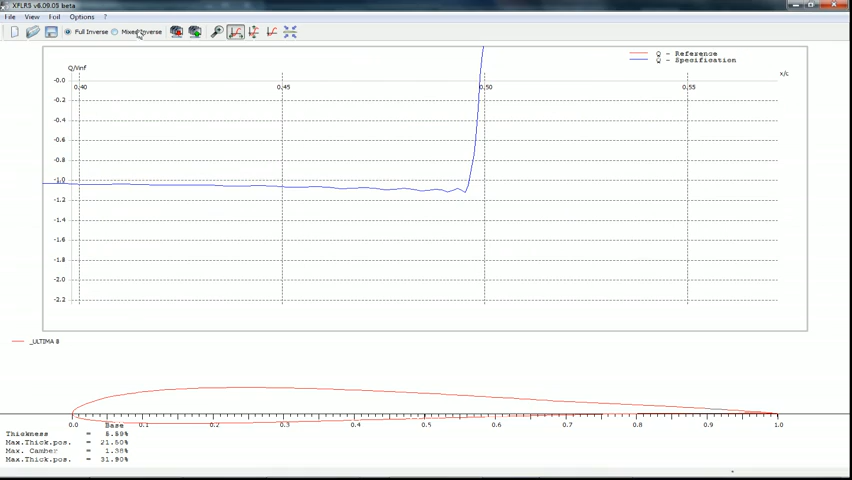 XFLR5 v6.09.05 beta
File View Foil Options ?
Full Inverse Mixed Inverse
Q/Vinf
Q - Reference
Q - Specification
x/c
-0.0
0.40 0.45 0.50 0.55
-0.2
-0.4
-0.6
-0.8
-1.0
-1.2
-1.4
-1.6
-1.8
-2.0
-2.2
_ULTIMA B
0.0 0.1 0.2 0.3 0.4 0.5 0.6 0.7 0.8 0.9 1.0
Base
Thickness = 5.59%
Max.Thick.pos. = 21.50%
Max. Camber = 1.38%
Max.Thick.pos. = 31.90%